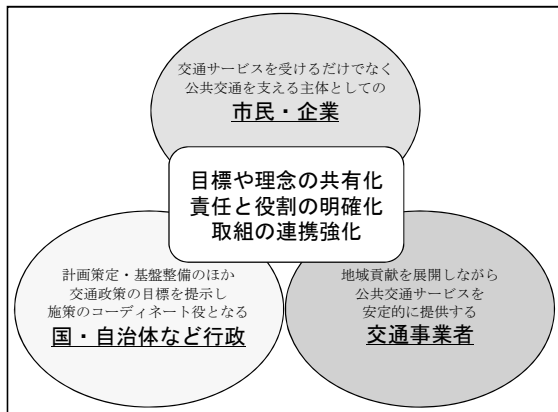 交通サービスを受けるだけでなく
公共交通を支える主体としての
市民・企業
目標や理念の共有化
責任と役割の明確化
取組の連携強化
計画策定・基盤整備のほか
交通政策の目標を提示し
施策のコーディネート役となる
国・自治体など行政
地域貢献を展開しながら
公共交通サービスを
安定的に提供する
交通事業者